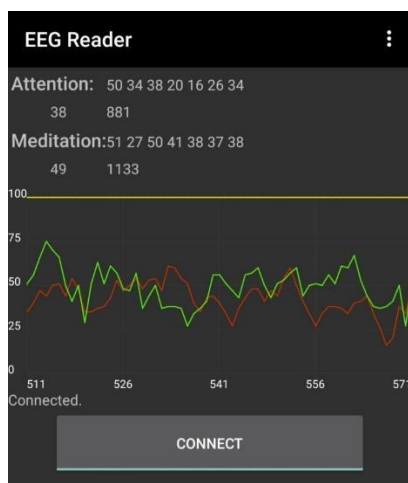 EEG Reader
Attention: 50 34 38 20 16 26 34
38 881
Meditation:51 27 50 41 38 37 38
49 1133
100
75
50
25
0
511 526 541 556 571
Connected.
CONNECT